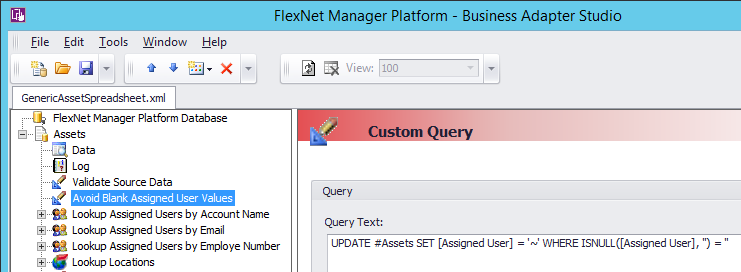 FlexNet Manager Platform - Business Adapter Studio
File Edit Tools Window Help
View: 100
GenericAssetSpreadsheet.xml
FlexNet Manager Platform Database
Assets
Data
Log
Validate Source Data
Avoid Blank Assigned User Values
Lookup Assigned Users by Account Name
Lookup Assigned Users by Email
Lookup Assigned Users by Employe Number
Lookup Locations
Custom Query
Query
Query Text:
UPDATE #Assets SET [Assigned User] = '~' WHERE ISNULL([Assigned User], '') = ''